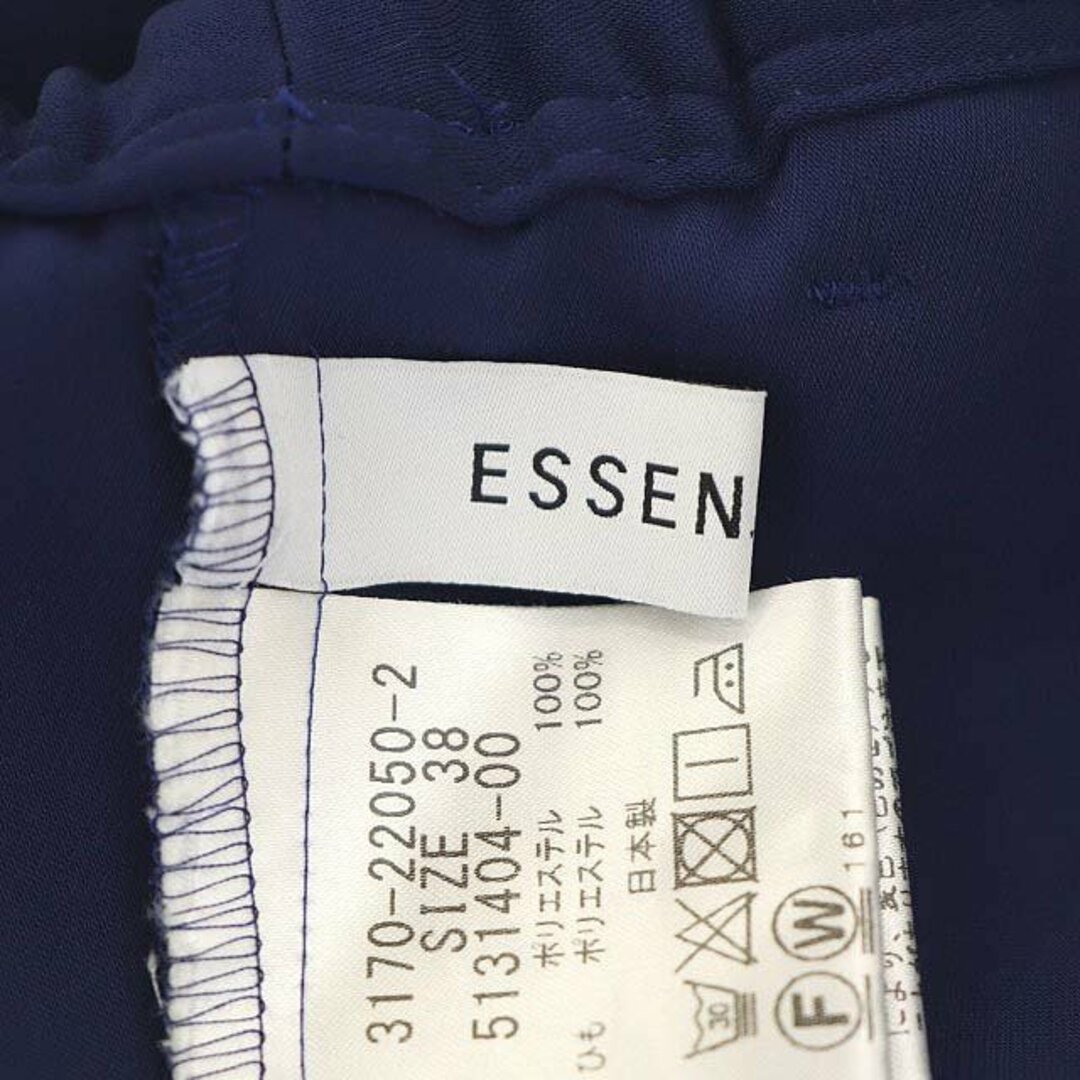 ESSEN.
3170-22050-2
SIZE 38
5131404-00
ポリエステル 100%
ひも ポリエステル 100%
日本製
30
W
F
161